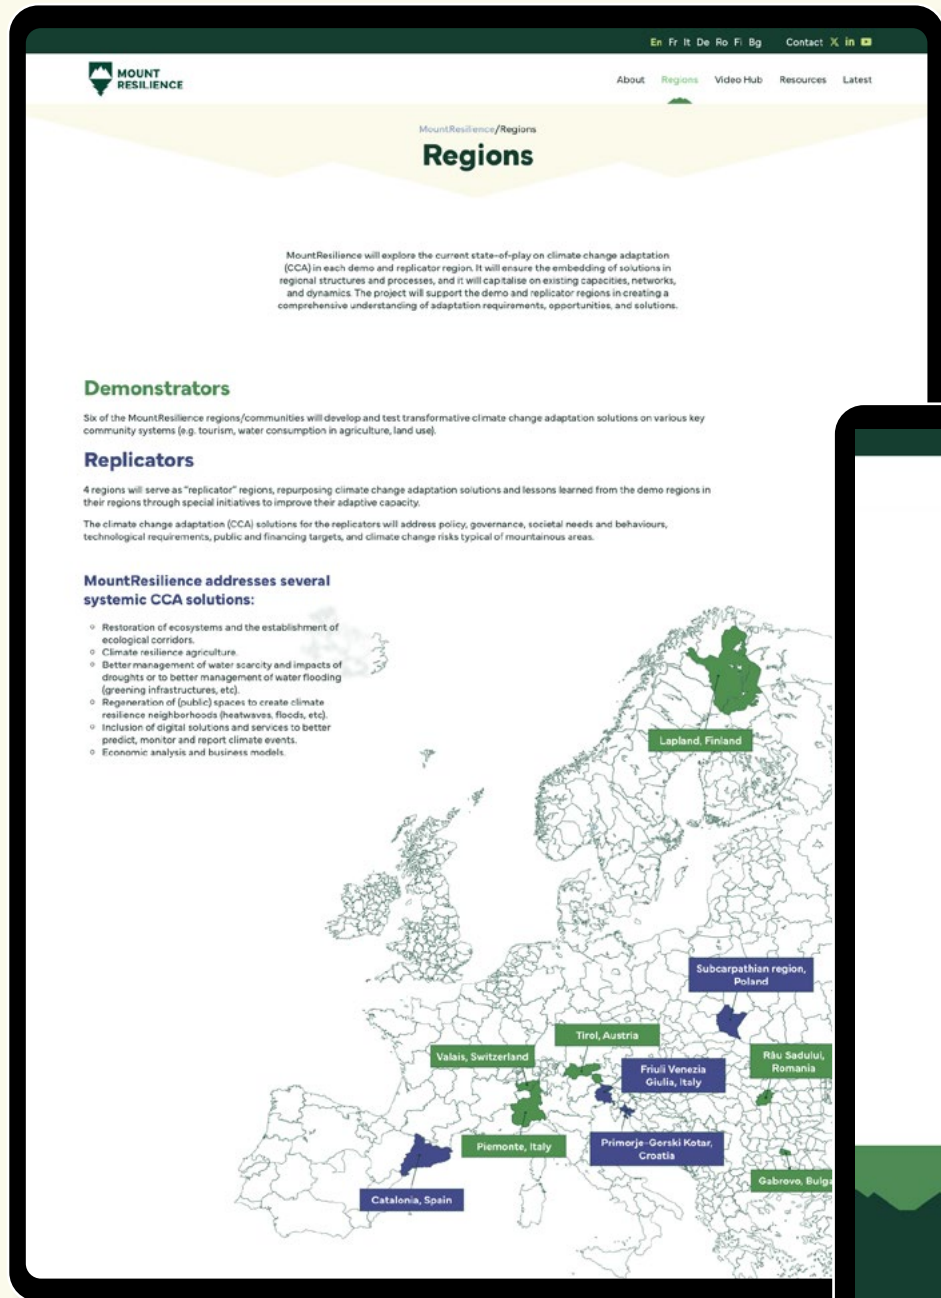 En Fr It De Ro Fi Bg Contact X in
MOUNT
RESILIENCE
About Regions Video Hub Resources Latest
MountResilience/Regions
Regions
MountResilience will explore the current state-of-play on climate change adaptation
(CCA) in each demo and replicator region. It will ensure the embedding of solutions in
regional structures and processes, and it will capitalise on existing capacities, networks,
and dynamics. The project will support the demo and replicator regions in creating a
comprehensive understanding of adaptation requirements, opportunities, and solutions.
Demonstrators
Six of the MountResilience regions/communities will develop and test transformative climate change adaptation solutions on various key
community systems (e.g. tourism, water consumption in agriculture, land use).
Replicators
4 regions will serve as "replicator" regions, repurposing climate change adaptation solutions and lessons learned from the demo regions in
their regions through special initiatives to improve their adaptive capacity.
The climate change adaptation (CCA) solutions for the replicators will address policy, governance, societal needs and behaviours,
technological requirements, public and financing targets, and climate change risks typical of mountainous areas.
MountResilience addresses several
systemic CCA solutions:
Restoration of ecosystems and the establishment of
ecological corridors.
Climate resilience agriculture.
Better management of water scarcity and impacts of
droughts or to better management of water flooding
(greening infrastructures, etc).
Regeneration of (public) spaces to create climate
resilience neighborhoods (heatwaves, floods, etc).
Inclusion of digital solutions and services to better
predict, monitor and report climate events.
Economic analysis and business models.
Lapland, Finland
Subcarpathian region,
Poland
Tirol, Austria
Valais, Switzerland
Friuli Venezia
Giulia, Italy
Râu Sadului,
Romania
Piemonte, Italy
Primorje-Gorski Kotar,
Croatia
Gabrovo, Bulga
Catalonia, Spain